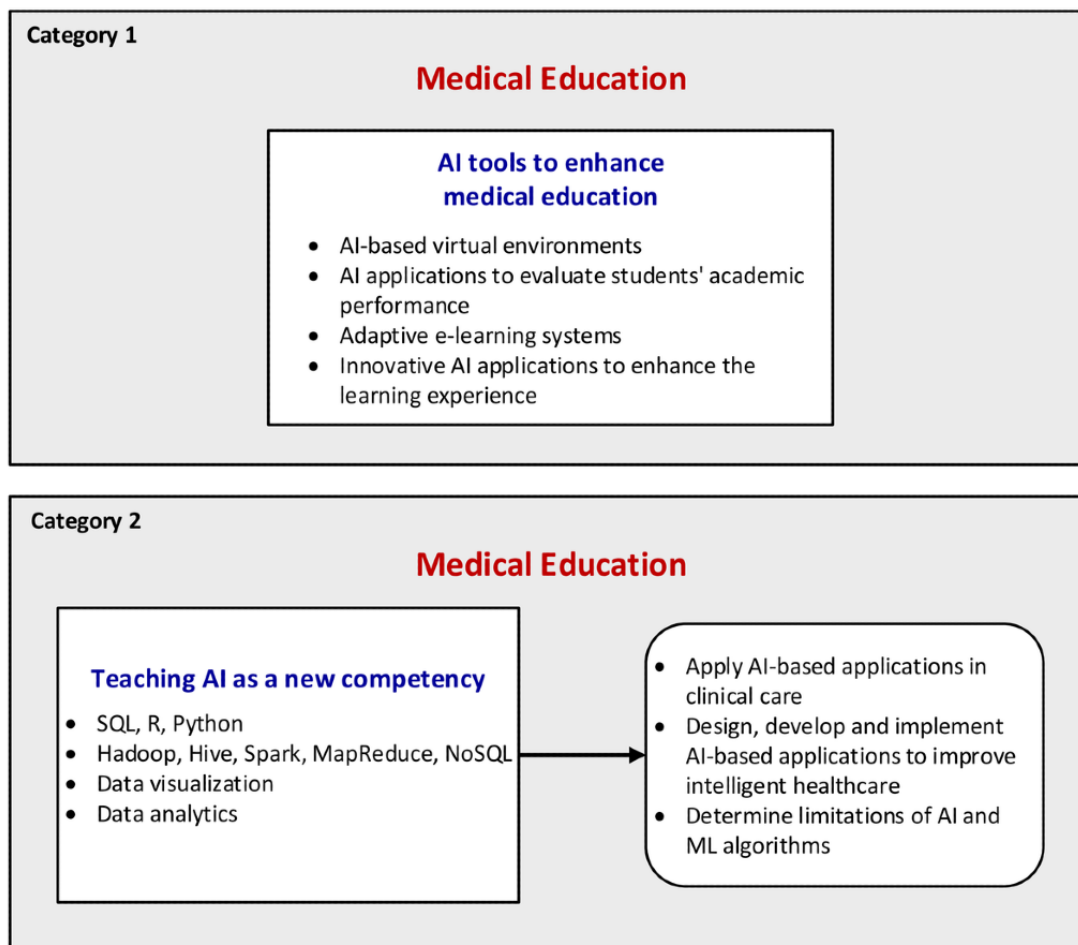 Category 1
Medical Education
AI tools to enhance
medical education
• AI-based virtual environments
• AI applications to evaluate students' academic
performance
• Adaptive e-learning systems
• Innovative AI applications to enhance the
learning experience
Category 2
Medical Education
Teaching AI as a new competency
• SQL, R, Python
• Hadoop, Hive, Spark, MapReduce, NoSQL
• Data visualization
• Data analytics
• Apply AI-based applications in
clinical care
• Design, develop and implement
AI-based applications to improve
intelligent healthcare
• Determine limitations of AI and
ML algorithms